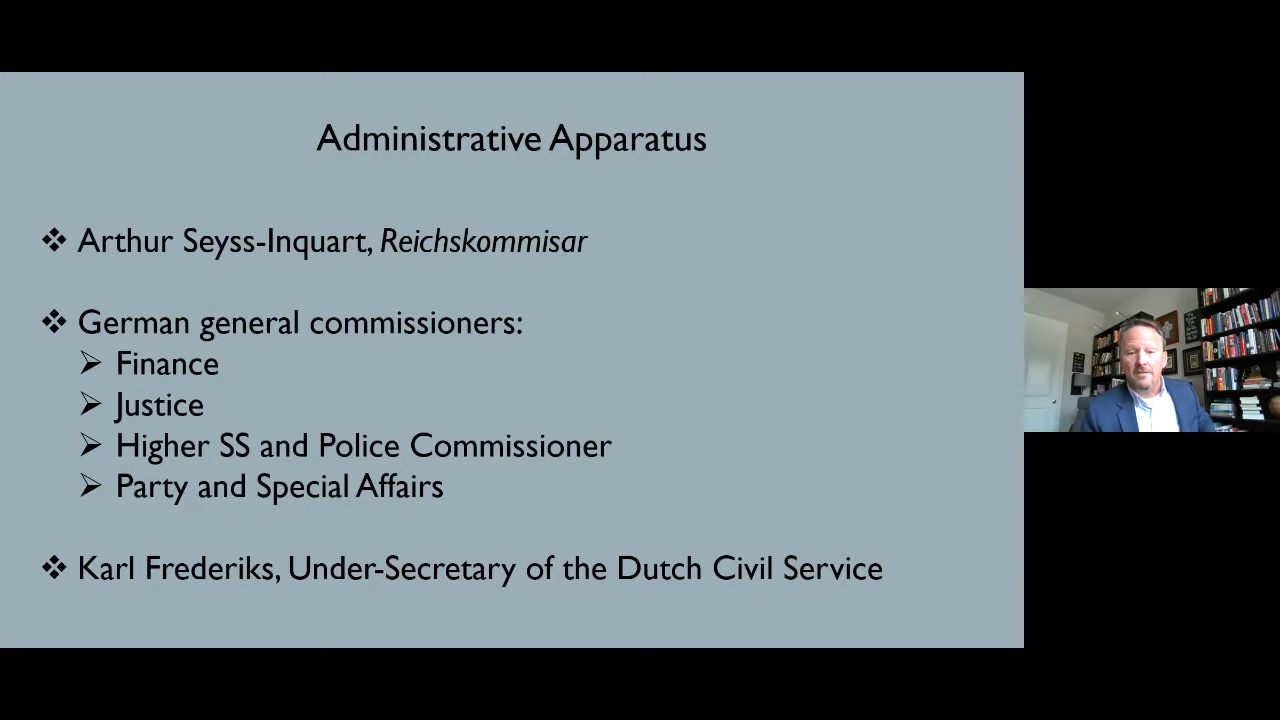 Administrative Apparatus
❖ Arthur Seyss-Inquart, Reichskommisar
❖ German general commissioners:
➢ Finance
➢ Justice
➢ Higher SS and Police Commissioner
➢ Party and Special Affairs
❖ Karl Frederiks, Under-Secretary of the Dutch Civil Service